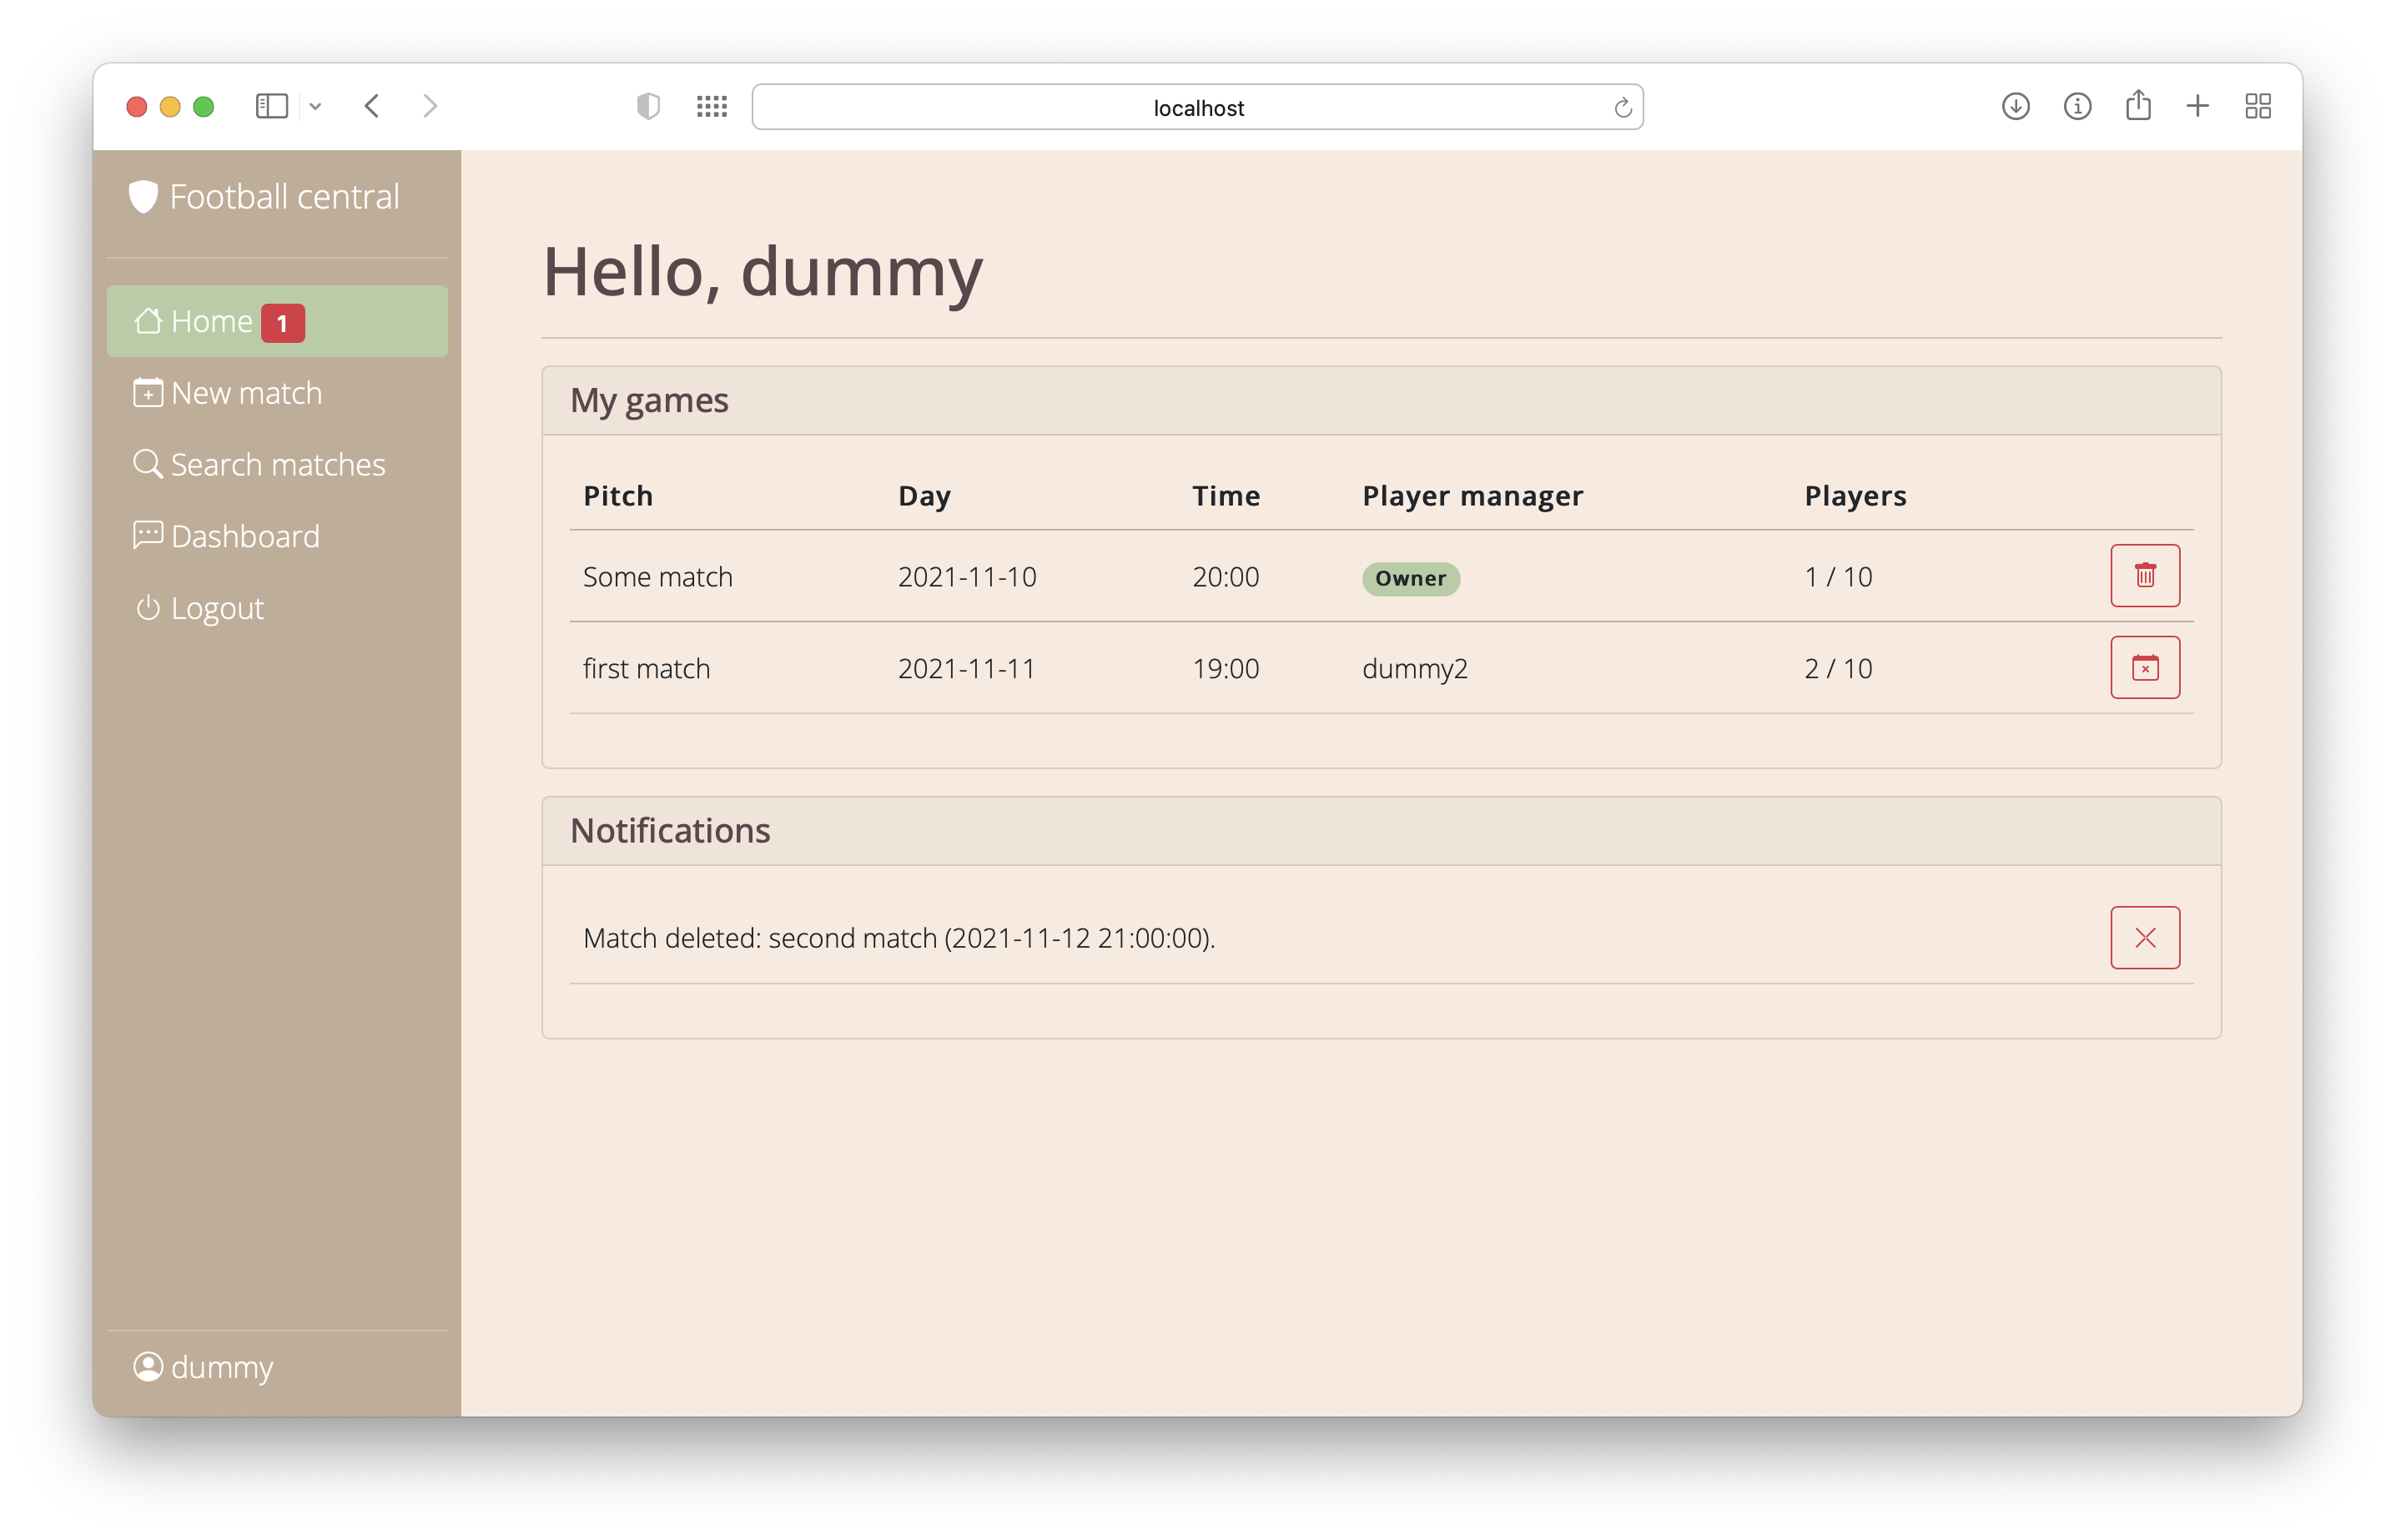 localhost
Football central
Home 1
New match
Search matches
Dashboard
Logout
dummy
Hello, dummy
My games
Pitch Day Time Player manager Players
Some match 2021-11-10 20:00 Owner 1 / 10
first match 2021-11-11 19:00 dummy2 2 / 10
Notifications
Match deleted: second match (2021-11-12 21:00:00).